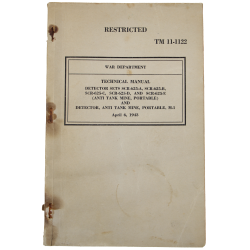 RESTRICTED
TM 11-1122
WAR DEPARTMENT
TECHNICAL MANUAL
DETECTOR SETS SCR-625-A, SCR-625-B,
SCR-625-C, SCR-625-D, AND SCR-625-E
(ANTI TANK MINE, PORTABLE)
AND
DETECTOR, ANTI TANK MINE, PORTABLE, M-1
April 6, 1943